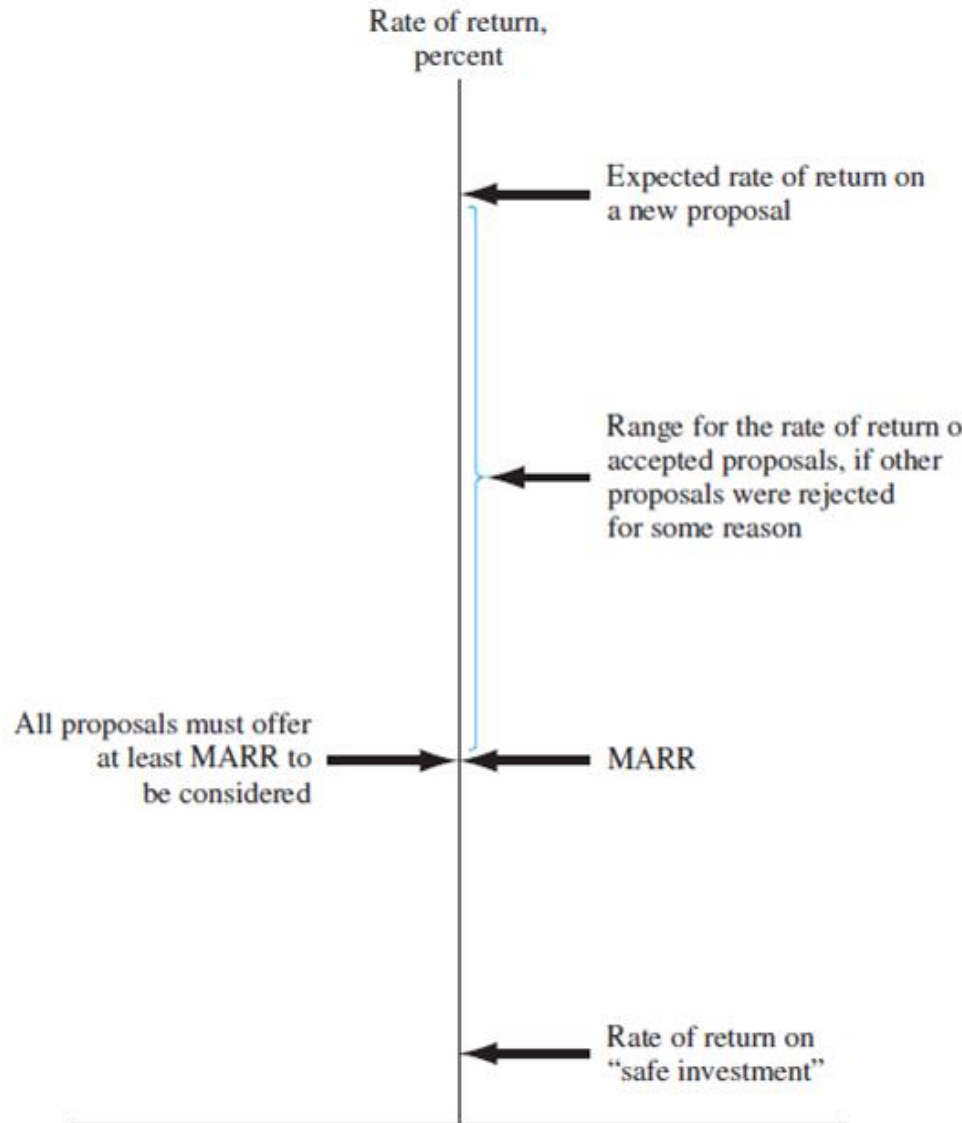 Rate of return,
percent
Expected rate of return on
a new proposal
Range for the rate of return o
accepted proposals, if other
proposals were rejected
for some reason
All proposals must offer
at least MARR to
be considered
MARR
Rate of return on
“safe investment”